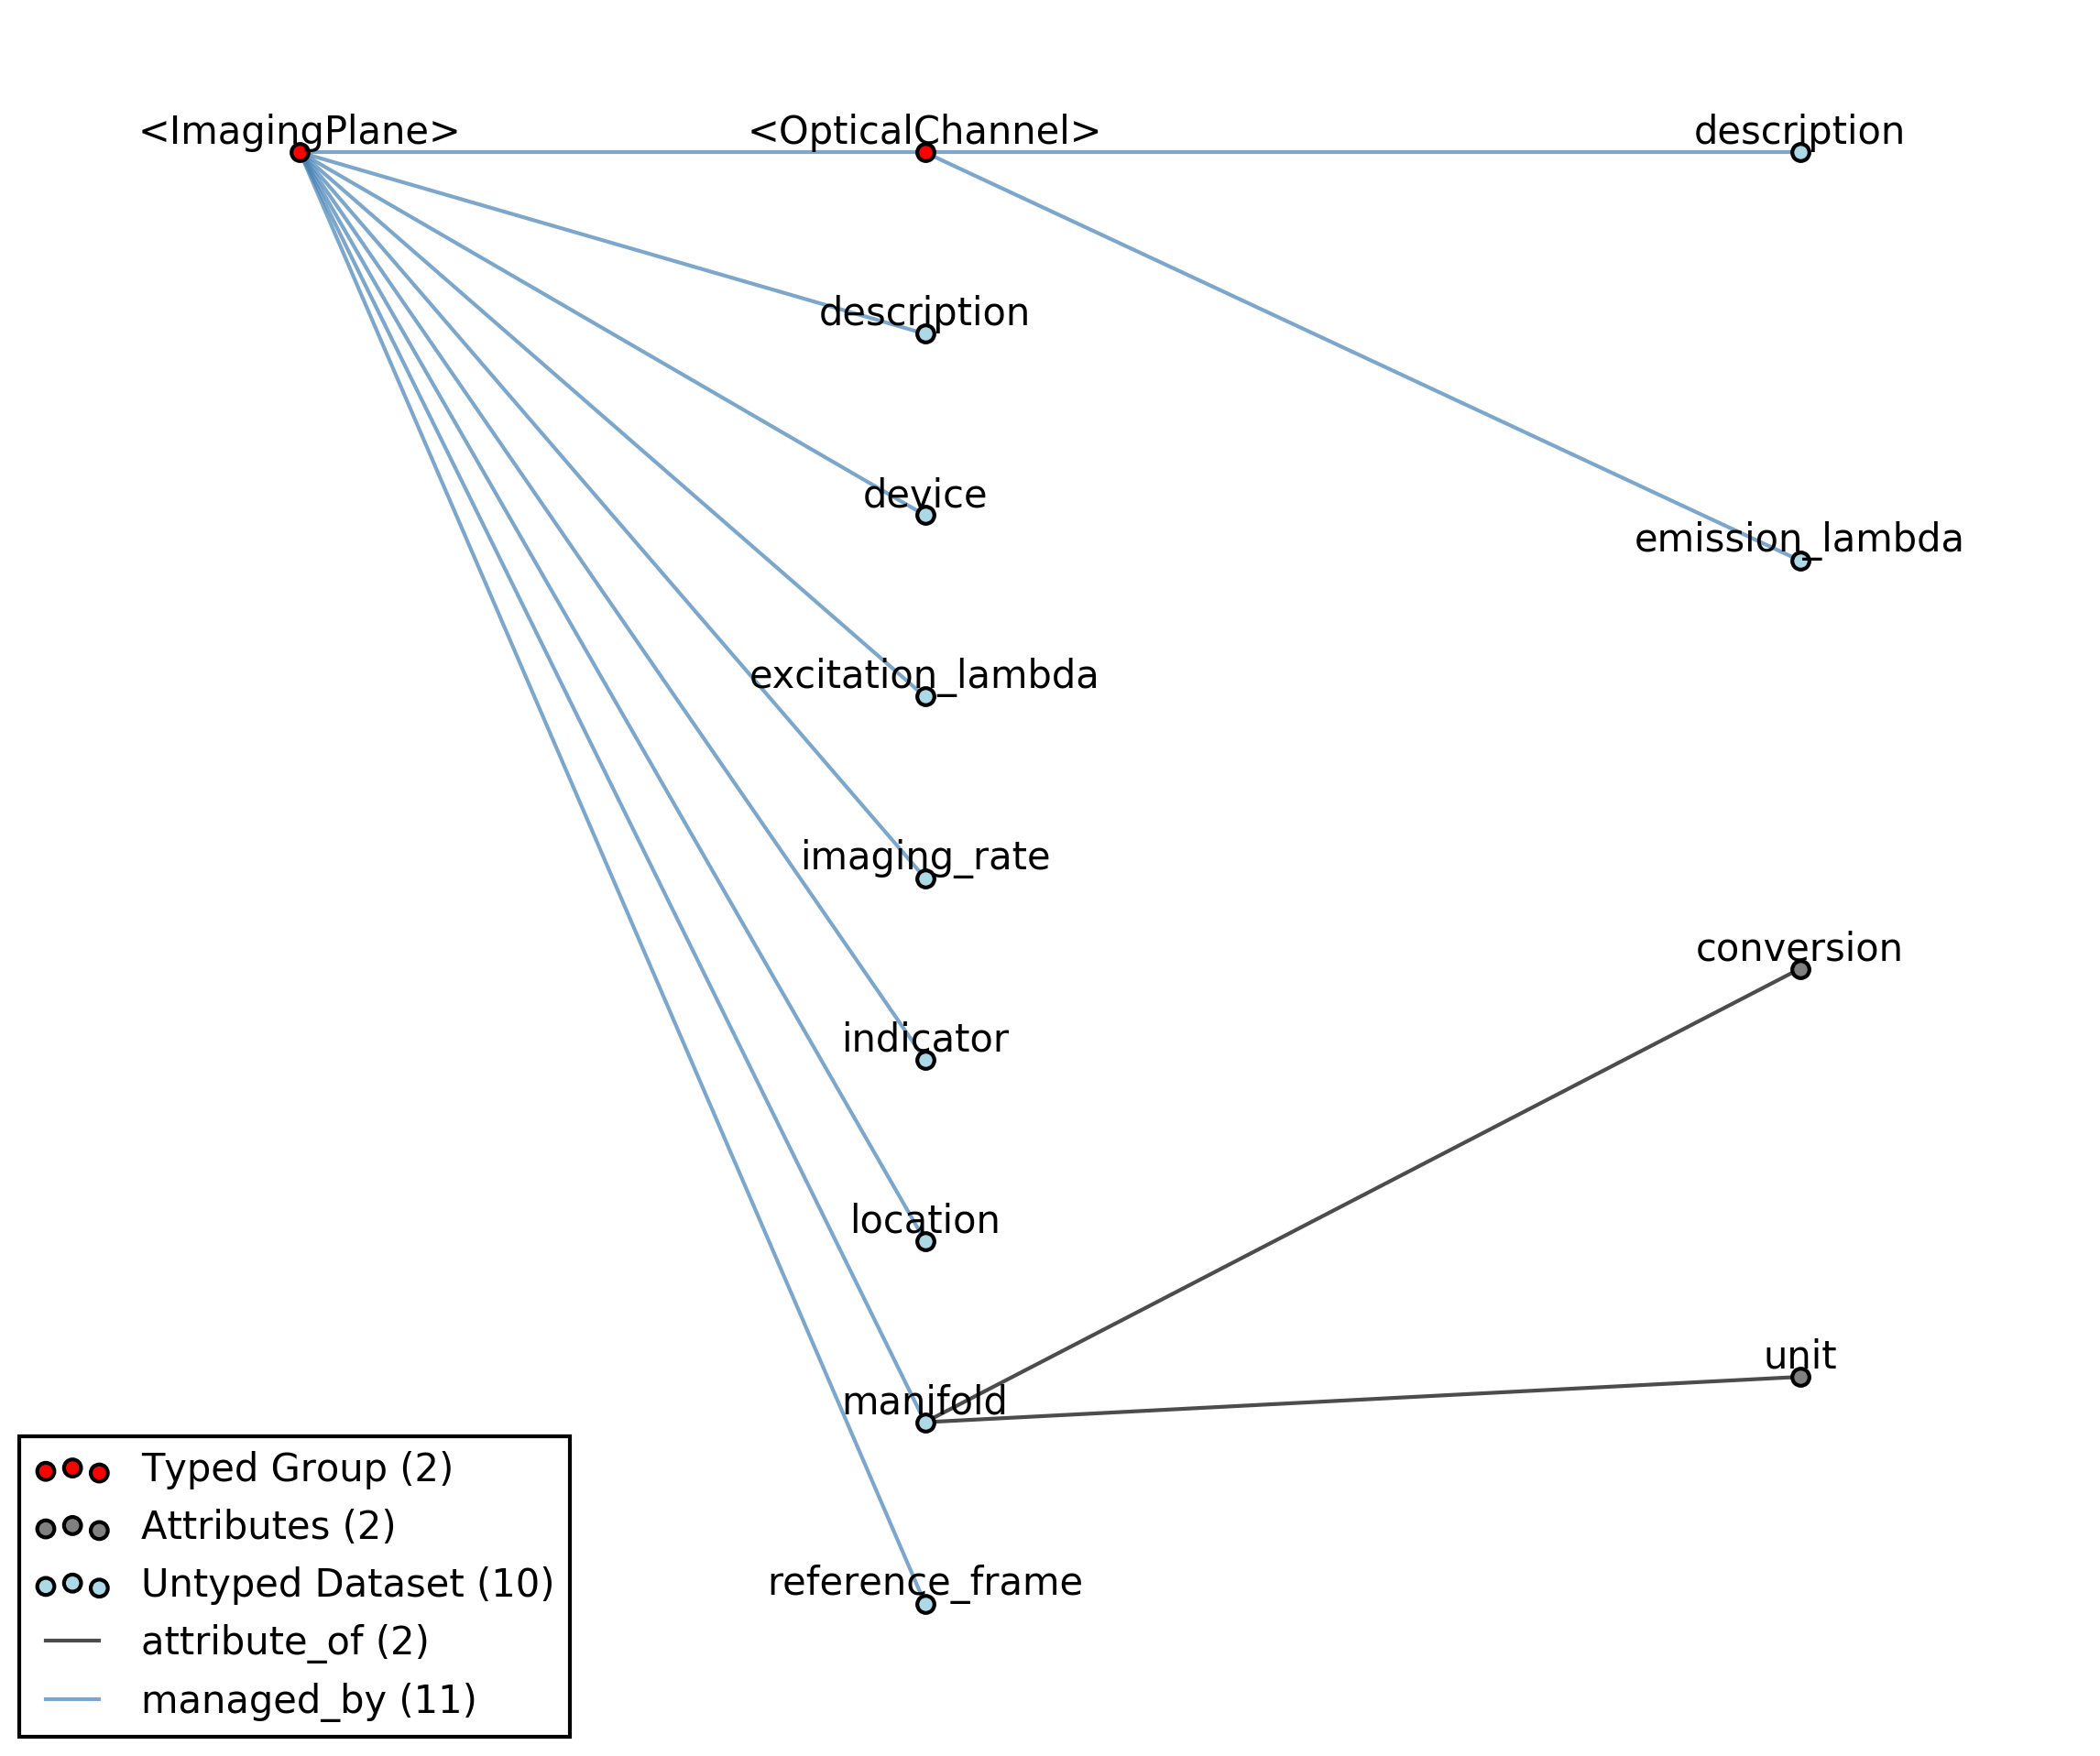 <ImagingPlane>
<OpticalChannel>
description
description
device
emission_lambda
excitation_lambda
imaging_rate
conversion
indicator
location
unit
manifold
reference_frame
Typed Group (2)
Attributes (2)
Untyped Dataset (10)
attribute_of (2)
managed_by (11)